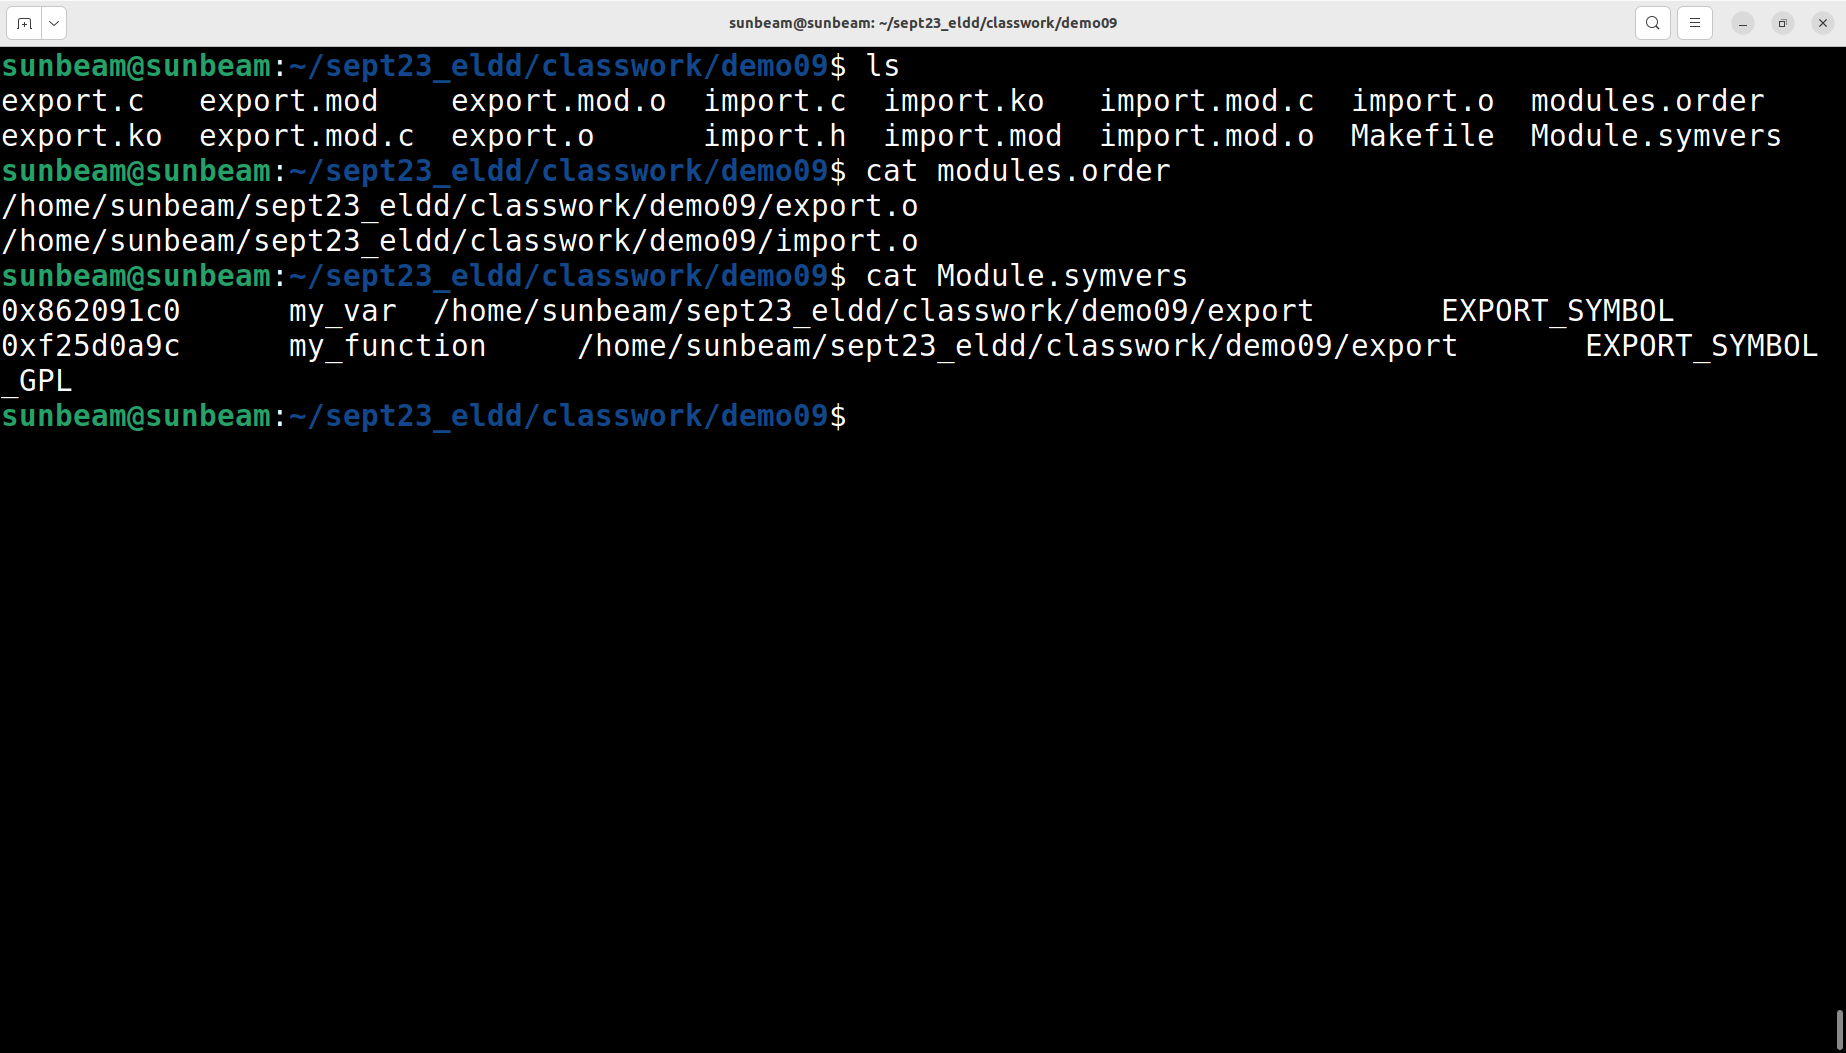 sunbeam@sunbeam: ~/sept23_eldd/classwork/demo09
sunbeam@sunbeam:~/sept23_eldd/classwork/demo09$ ls
export.c   export.mod    export.mod.o  import.c  import.ko   import.mod.c  import.o  modules.order
export.ko  export.mod.c  export.o      import.h  import.mod  import.mod.o  Makefile  Module.symvers
sunbeam@sunbeam:~/sept23_eldd/classwork/demo09$ cat modules.order
/home/sunbeam/sept23_eldd/classwork/demo09/export.o
/home/sunbeam/sept23_eldd/classwork/demo09/import.o
sunbeam@sunbeam:~/sept23_eldd/classwork/demo09$ cat Module.symvers
0x862091c0      my_var  /home/sunbeam/sept23_eldd/classwork/demo09/export       EXPORT_SYMBOL
0xf25d0a9c      my_function     /home/sunbeam/sept23_eldd/classwork/demo09/export       EXPORT_SYMBOL
_GPL
sunbeam@sunbeam:~/sept23_eldd/classwork/demo09$